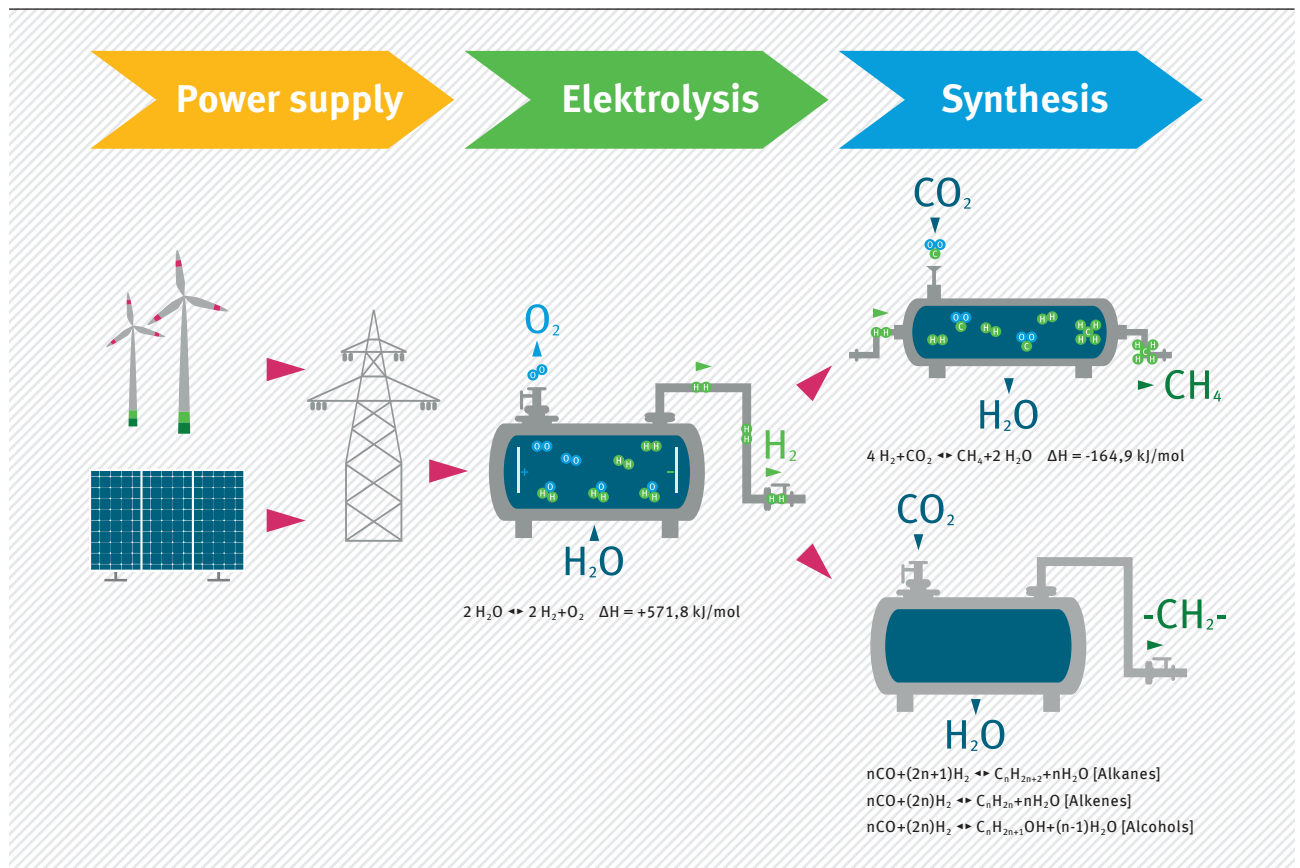 Power supply
Elektrolysis
Synthesis
O₂
+
-
H₂O
H₂
2 H₂O ◄► 2 H₂+O₂ ΔH = +571,8 kJ/mol
CO₂
CH₄
H₂O
4 H₂+CO₂ ◄► CH₄+2 H₂O ΔH = -164,9 kJ/mol
CO₂
-CH₂-
H₂O
nCO+(2n+1)H₂ ◄► CₙH₂ₙ₊₂+nH₂O [Alkanes]
nCO+(2n)H₂ ◄► CₙH₂ₙ+nH₂O [Alkenes]
nCO+(2n)H₂ ◄► CₙH₂ₙ₊₁OH+(n-1)H₂O [Alcohols]